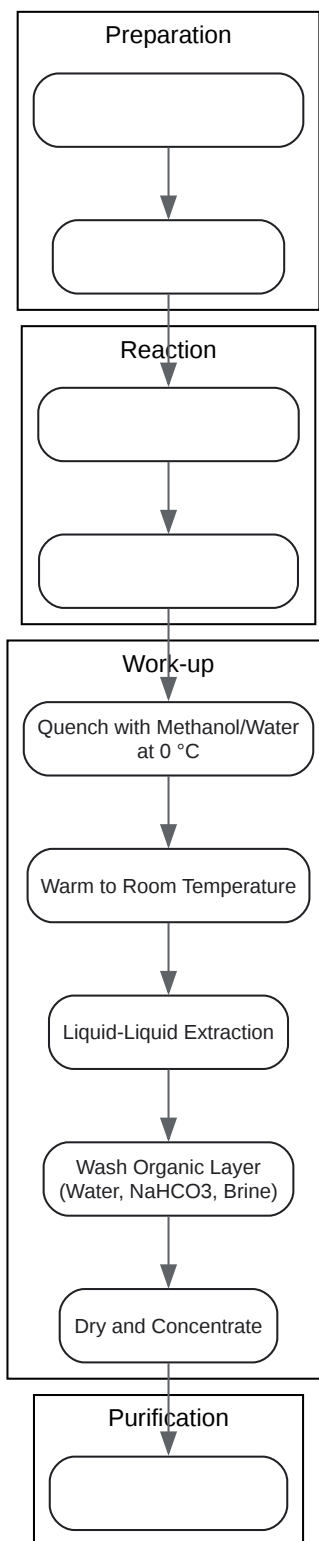 Preparation
Reaction
Work-up
Quench with Methanol/Water
at 0 °C
Warm to Room Temperature
Liquid-Liquid Extraction
Wash Organic Layer
(Water, NaHCO3, Brine)
Dry and Concentrate
Purification